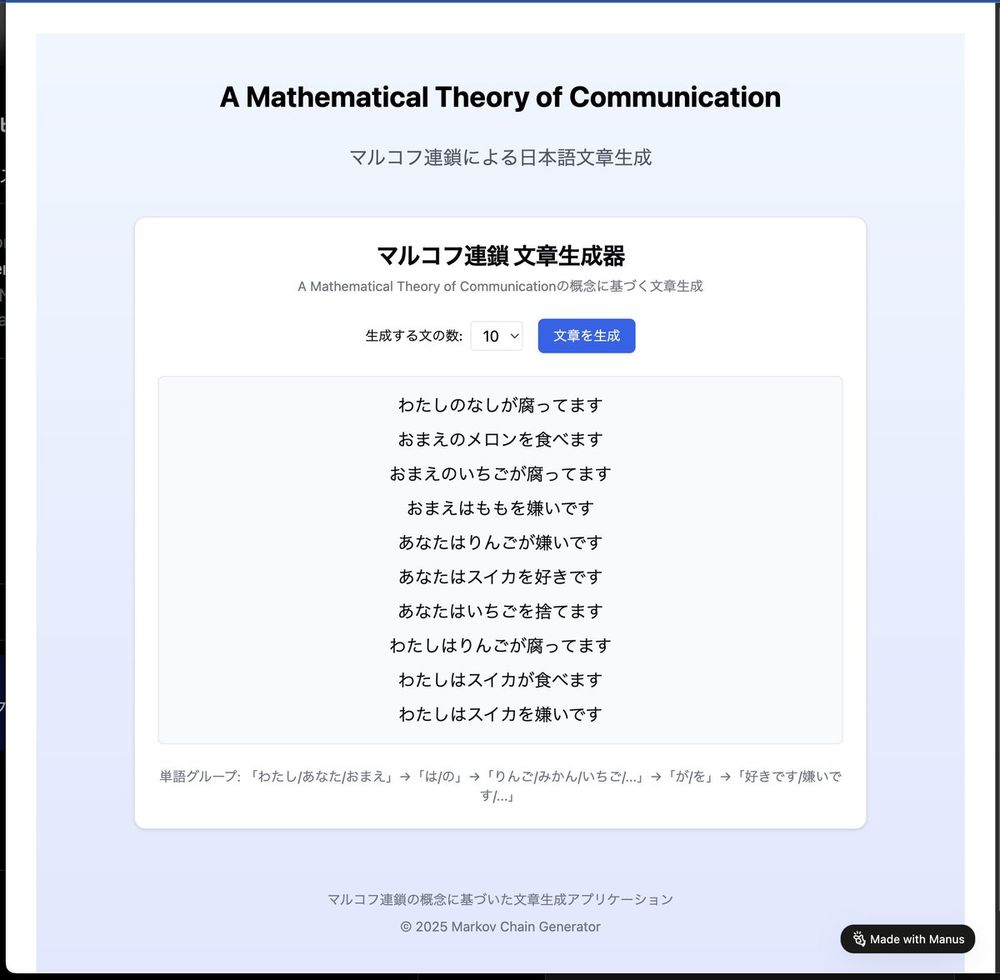 A Mathematical Theory of Communication
マルコフ連鎖による日本語文章生成
マルコフ連鎖 文章生成器
A Mathematical Theory of Communicationの概念に基づく文章生成
生成する文の数: 10 文章を生成
わたしのなしが腐ってます
おまえのメロンを食べます
おまえのいちごが腐ってます
おまえはももを嫌いです
あなたはりんごが嫌いです
あなたはスイカを好きです
あなたはいちごを捨てます
わたしはりんごが腐ってます
わたしはスイカが食べます
わたしはスイカを嫌いです
単語グループ: 「わたし/あなた/おまえ」→「は/の」→「りんご/みかん/いちご/...」→「が/を」→「好きです/嫌いで
す/...」
マルコフ連鎖の概念に基づいた文章生成アプリケーション
© 2025 Markov Chain Generator
Made with Manus